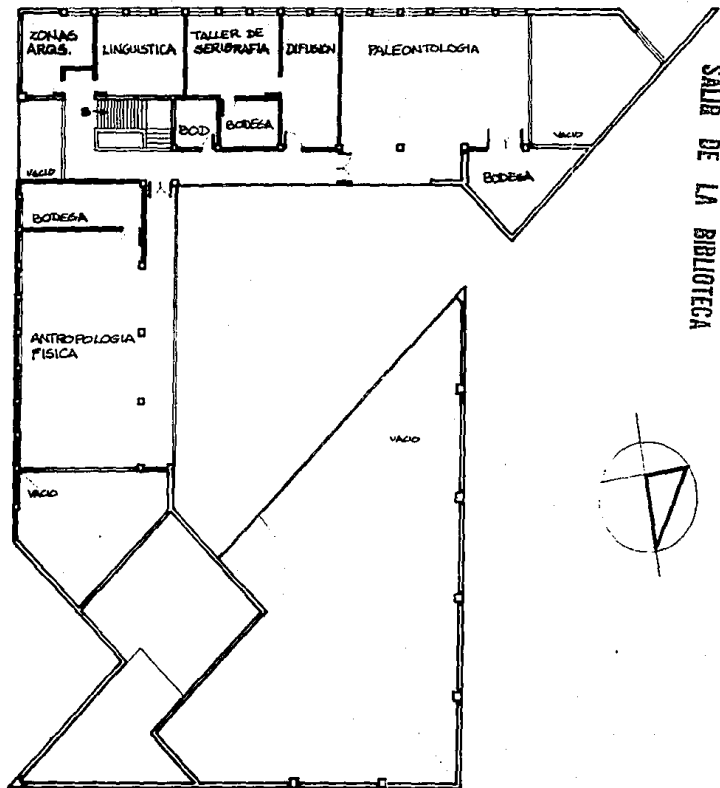 ZONAS
ARQS.
LINGUISTICA
TALLER DE
SERIGRAFIA
DIFUSION
PALEONTOLOGIA
VACIO
S
BOD
BODEGA
VACIO
BODEGA
BODEGA
ANTROPOLOGIA
FISICA
VACIO
VACIO
SALIR DE LA BIBLIOTECA